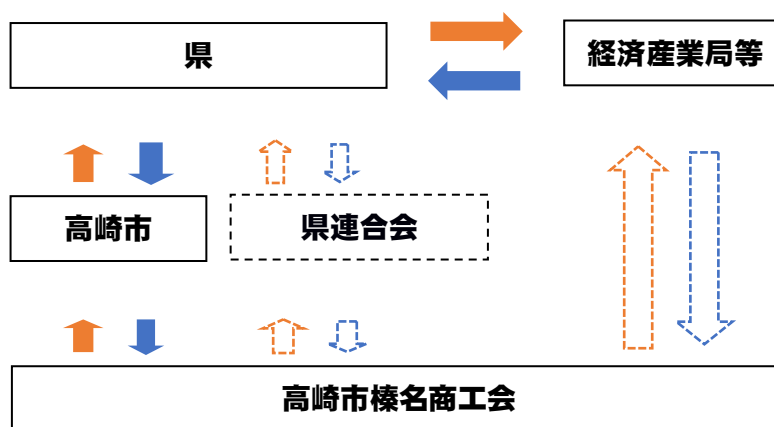 県
経済産業局等
高崎市
県連合会
高崎市榛名商工会